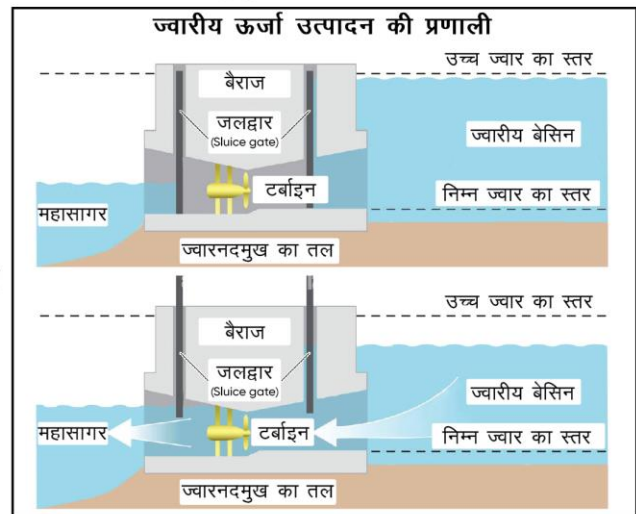 ज्वारीय ऊर्जा उत्पादन की प्रणाली
उच्च ज्वार का स्तर
बैराज
जलद्वार
(Sluice gate)
ज्वारीय बेसिन
टर्बाइन
निम्न ज्वार का स्तर
महासागर
ज्वारनदमुख का तल
उच्च ज्वार का स्तर
बैराज
जलद्वार
(Sluice gate)
ज्वारीय बेसिन
महासागर
टर्बाइन
निम्न ज्वार का स्तर
ज्वारनदमुख का तल